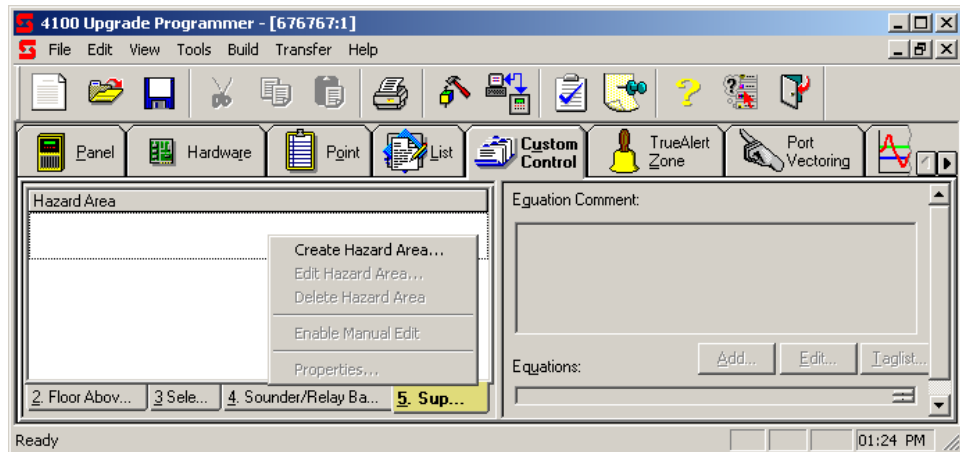 4100 Upgrade Programmer - [676767:1]
File Edit View Tools Build Transfer Help
Panel
Hardware
Point
List
Custom
Control
TrueAlert
Zone
Port
Vectoring
Hazard Area
Create Hazard Area...
Edit Hazard Area...
Delete Hazard Area
Enable Manual Edit
Properties...
2. Floor Abov... 3 Sele... 4. Sounder/Relay Ba... 5. Sup...
Equation Comment:
Add... Edit... Taglist...
Equations:
Ready 01:24 PM